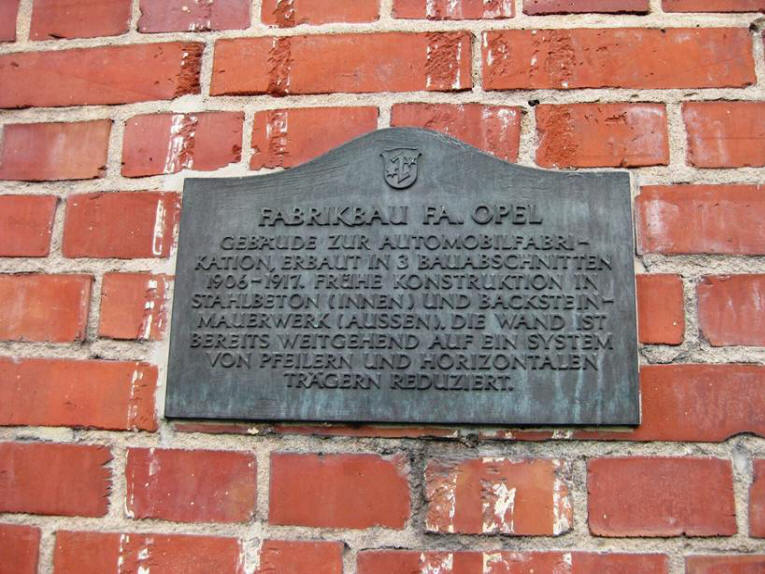 FABRIKBAU FA. OPEL
GEBÄUDE ZUR AUTOMOBILFABRI-
KATION, ERBAUT IN 3 BAUABSCHNITTEN
1906-1917. FRÜHE KONSTRUKTION IN
STAHLBETON (INNEN) UND BACKSTEIN-
MAUERWERK (AUSSEN). DIE WAND IST
BEREITS WEITGEHEND AUF EIN SYSTEM
VON PFEILERN UND HORIZONTALEN
TRÄGERN REDUZIERT.